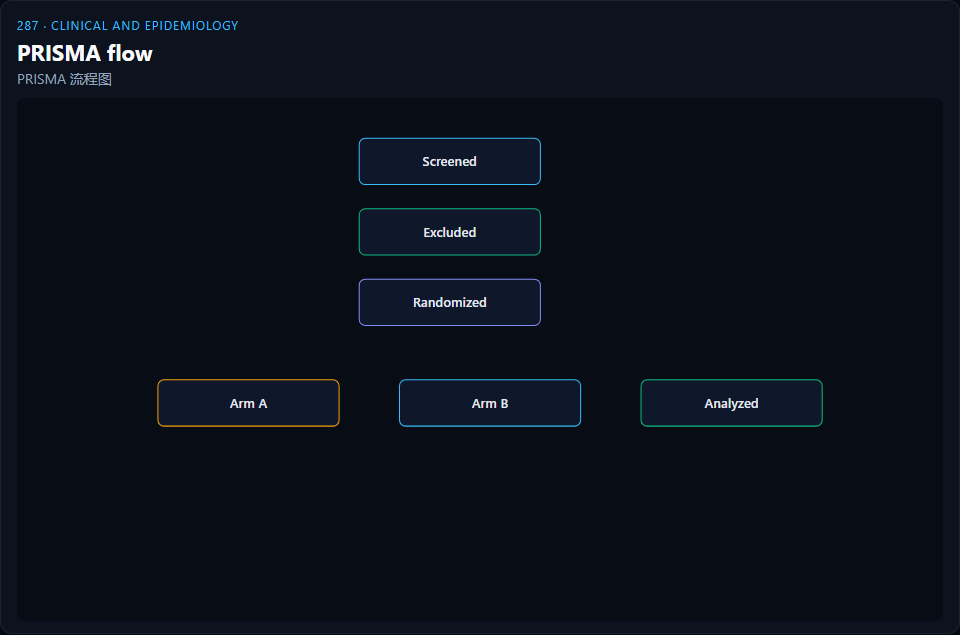 287 · CLINICAL AND EPIDEMIOLOGY
PRISMA flow
PRISMA 流程图
Screened
Excluded
Randomized
Arm A
Arm B
Analyzed